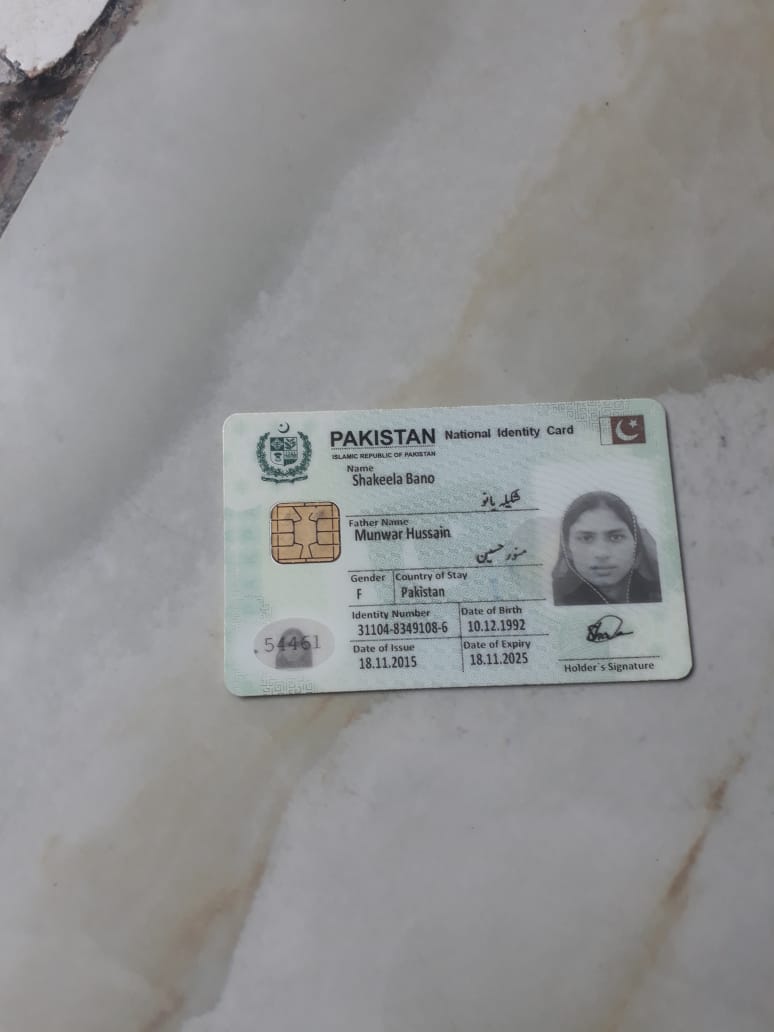 PAKISTAN National Identity Card
ISLAMIC REPUBLIC OF PAKISTAN
Name
Shakeela Bano
شکیلہ بانو
Father Name
Munwar Hussain
منور حسین
Gender Country of Stay
F Pakistan
Identity Number Date of Birth
31104-8349108-6 10.12.1992
Date of Issue Date of Expiry
18.11.2015 18.11.2025
54461
Holder's Signature